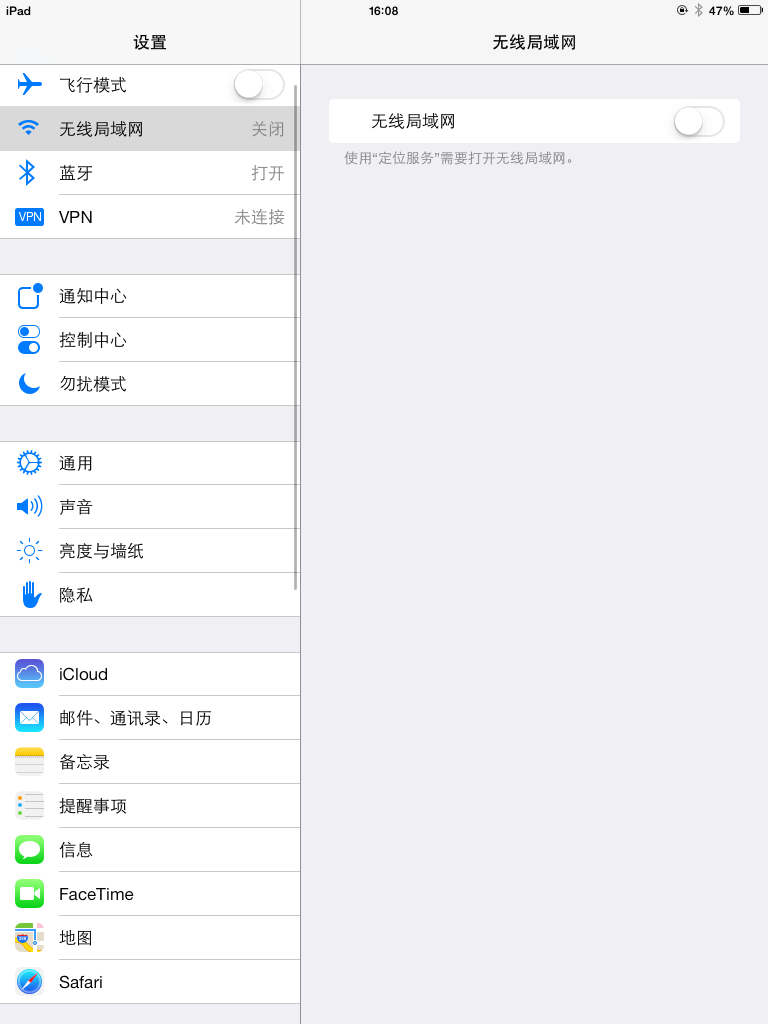 iPad 16:08 47%
设置
无线局域网
飞行模式
无线局域网 关闭
蓝牙 打开
VPN VPN 未连接
通知中心
控制中心
勿扰模式
通用
声音
亮度与墙纸
隐私
iCloud
邮件、通讯录、日历
备忘录
提醒事项
信息
FaceTime
地图
Safari
无线局域网
使用“定位服务”需要打开无线局域网。